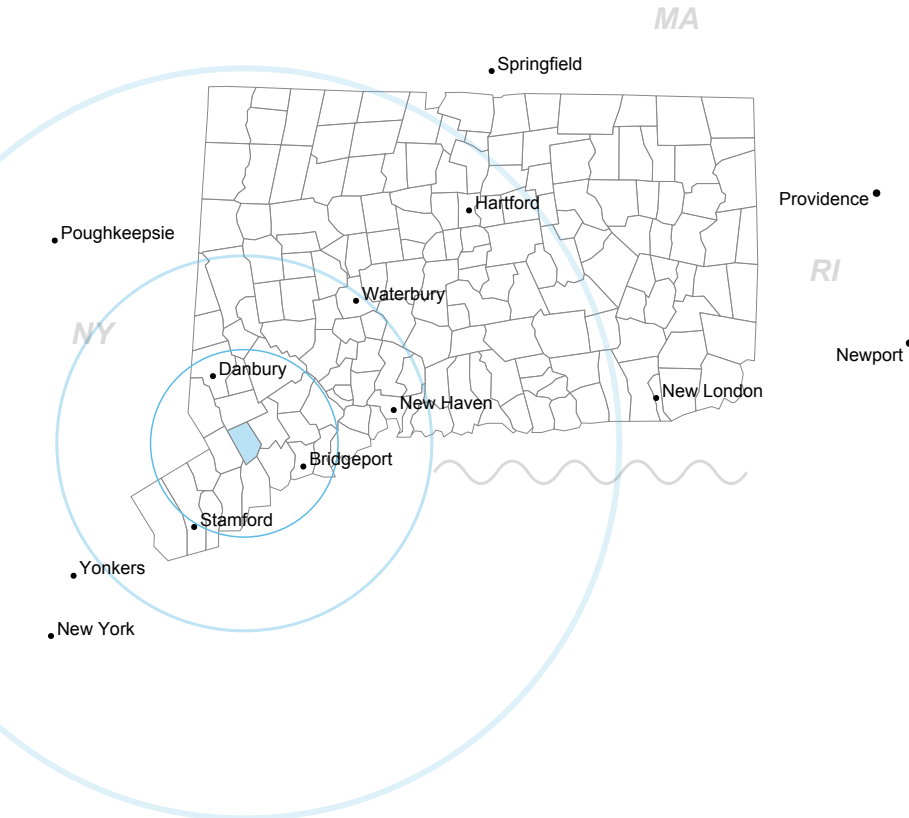 MA
Springfield
Providence
Hartford
Poughkeepsie
RI
Waterbury
NY
Newport
Danbury
New London
New Haven
Bridgeport
Stamford
Yonkers
New York